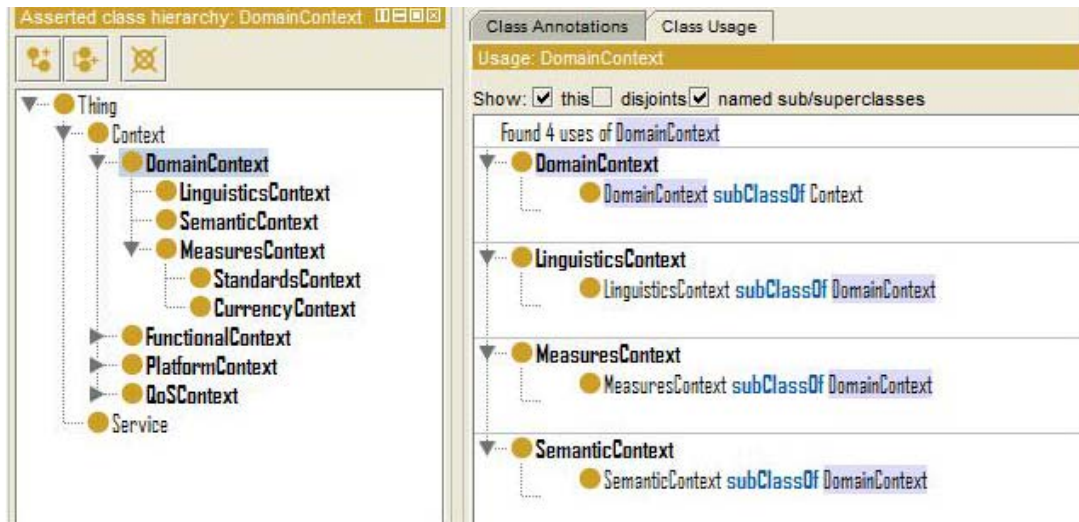 Asserted class hierarchy: DomainContext
Thing
Context
DomainContext
LinguisticsContext
SemanticContext
MeasuresContext
StandardsContext
CurrencyContext
FunctionalContext
PlatformContext
QoSContext
Service
Class Annotations Class Usage
Usage: DomainContext
Show: this disjoints named sub/superclasses
Found 4 uses of DomainContext
DomainContext
DomainContext subClassOf Context
LinguisticsContext
LinguisticsContext subClassOf DomainContext
MeasuresContext
MeasuresContext subClassOf DomainContext
SemanticContext
SemanticContext subClassOf DomainContext